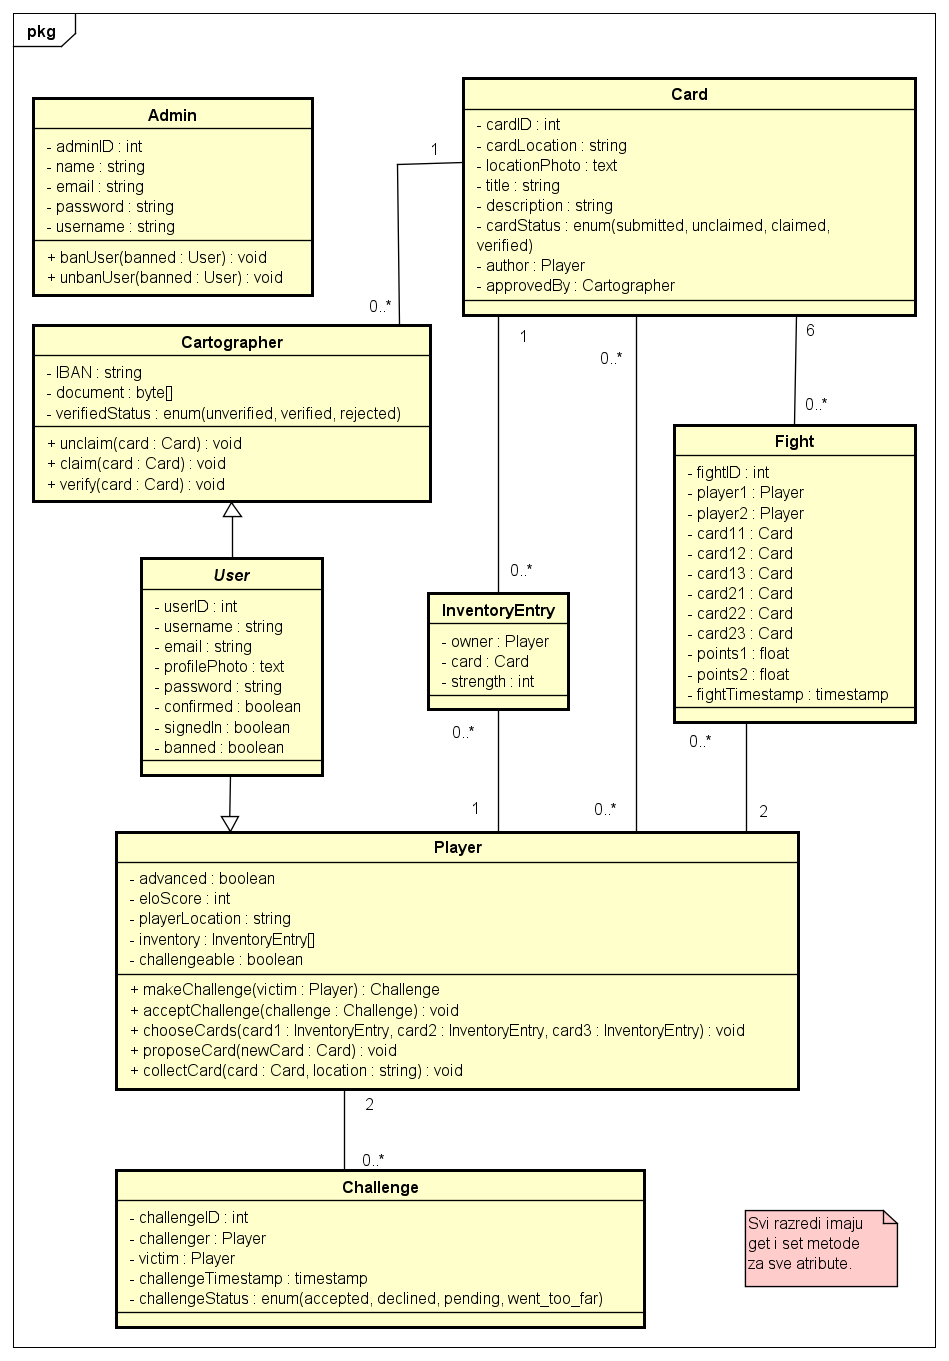 pkg
Admin
- adminID : int
- name : string
- email : string
- password : string
- username : string
+ banUser(banned : User) : void
+ unbanUser(banned : User) : void
Card
- cardID : int
- cardLocation : string
- locationPhoto : text
- title : string
- description : string
- cardStatus : enum(submitted, unclaimed, claimed,
verified)
- author : Player
- approvedBy : Cartographer
1
0..*
Cartographer
- IBAN : string
- document : byte[]
- verifiedStatus : enum(unverified, verified, rejected)
+ unclaim(card : Card) : void
+ claim(card : Card) : void
+ verify(card : Card) : void
1
0..*
0..*
0..*
6
0..*
Fight
- fightID : int
- player1 : Player
- player2 : Player
- card11 : Card
- card12 : Card
- card13 : Card
- card21 : Card
- card22 : Card
- card23 : Card
- points1 : float
- points2 : float
- fightTimestamp : timestamp
User
- userID : int
- username : string
- email : string
- profilePhoto : text
- password : string
- confirmed : boolean
- signedIn : boolean
- banned : boolean
InventoryEntry
- owner : Player
- card : Card
- strength : int
0..*
1
0..*
2
Player
- advanced : boolean
- eloScore : int
- playerLocation : string
- inventory : InventoryEntry[]
- challengeable : boolean
+ makeChallenge(victim : Player) : Challenge
+ acceptChallenge(challenge : Challenge) : void
+ chooseCards(card1 : InventoryEntry, card2 : InventoryEntry, card3 : InventoryEntry) : void
+ proposeCard(newCard : Card) : void
+ collectCard(card : Card, location : string) : void
2
0..*
Challenge
- challengeID : int
- challenger : Player
- victim : Player
- challengeTimestamp : timestamp
- challengeStatus : enum(accepted, declined, pending, went_too_far)
Svi razredi imaju
get i set metode
za sve atribute.